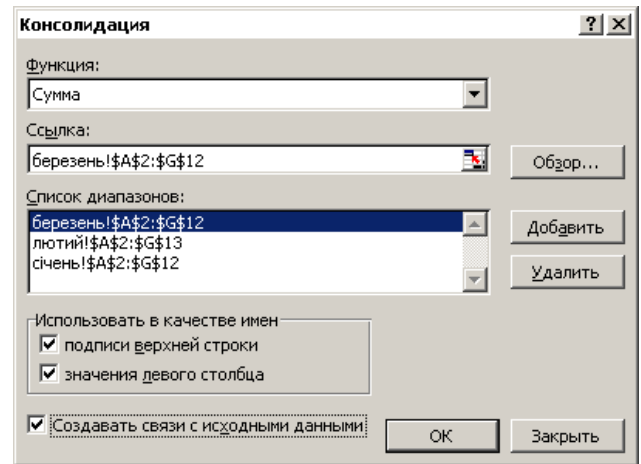 Консолидация
Функция:
Сумма
Ссылка:
березень!$A$2:$G$12
Обзор...
Список диапазонов:
березень!$A$2:$G$12
лютий!$A$2:$G$13
січень!$A$2:$G$12
Добавить
Удалить
Использовать в качестве имен
подписи верхней строки
значения левого столбца
Создавать связи с исходными данными
ОК
Закрыть